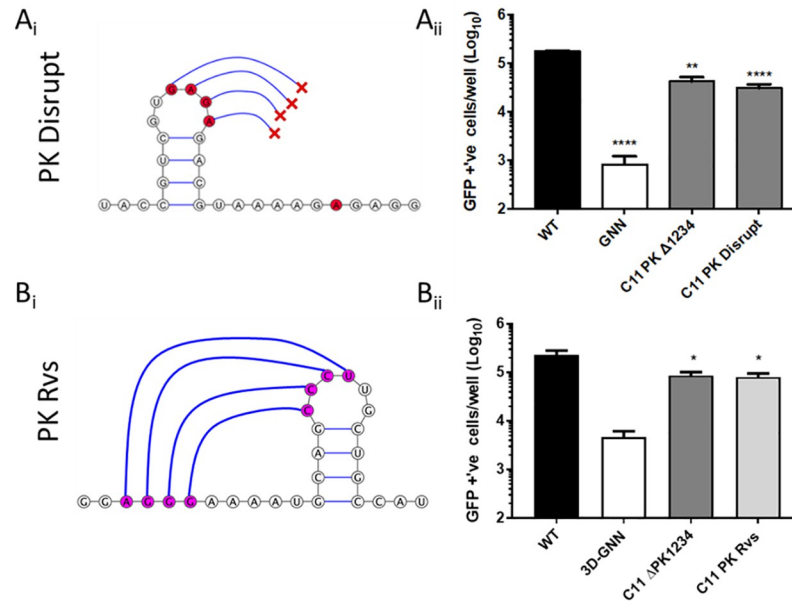 Ai
PK Disrupt
U G A G A
G
C G
U A
G C
U A C C G U A A A A G A G A G G
Aii
GFP +'ve cells/well (Log10)
6
5
4
3
2
****
**
****
WT
GNN
C11 PK Δ1234
C11 PK Disrupt
Bi
PK Rvs
C C C U U G
G C
A U
C G
G G A G G G A A A A U G C C A U
Bii
GFP +'ve cells/well (Log10)
6
5
4
3
2
*
*
WT
3D-GNN
C11 ΔPK1234
C11 PK Rvs